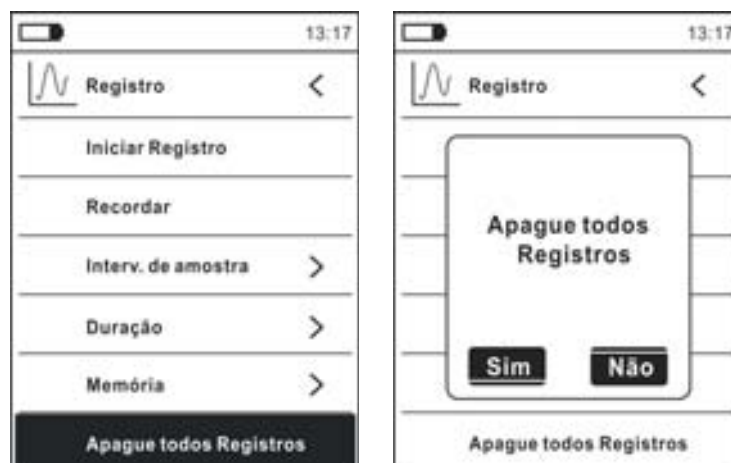 13:17
Registro
Iniciar Registro
Recordar
Interv. de amostra
Duração
Memória
Apague todos Registros
13:17
Registro
Apague todos
Registros
Sim Não
Apague todos Registros